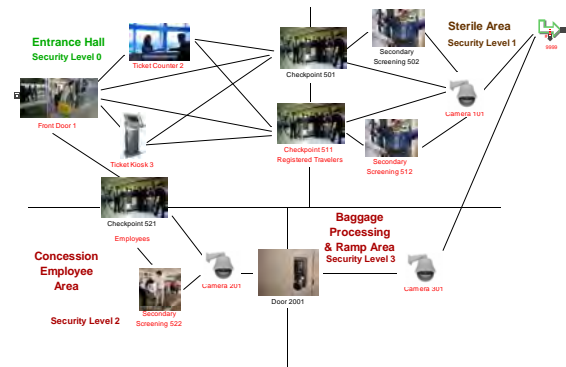 Entrance Hall
Security Level 0
Ticket Counter 2
Front Door 1
Ticket Kiosk 3
Checkpoint 501
Secondary
Screening 502
Sterile Area
Security Level 1
9999
Camera 101
Checkpoint 511
Registered Travelers
Secondary
Screening 512
Checkpoint 521
Employees
Concession
Employee
Area
Security Level 2
Secondary
Screening 522
Camera 201
Door 2001
Baggage
Processing
& Ramp Area
Security Level 3
Camera 301